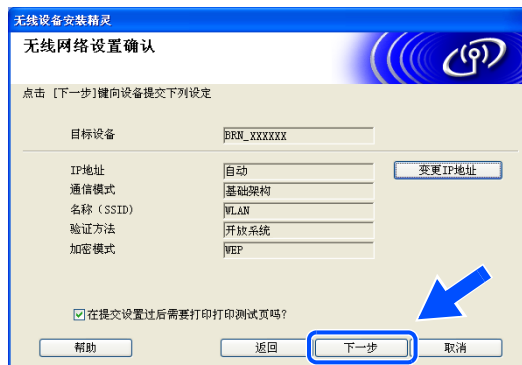 无线设备安装精灵
无线网络设置确认
点击 [下一步]键向设备提交下列设定
目标设备 BRN_XXXXXX
IP地址 自动 变更IP地址
通信模式 基础架构
名称 (SSID) WLAN
验证方法 开放系统
加密模式 WEP
在提交设置过后需要打印打印测试页吗?
帮助 返回 下一步 取消